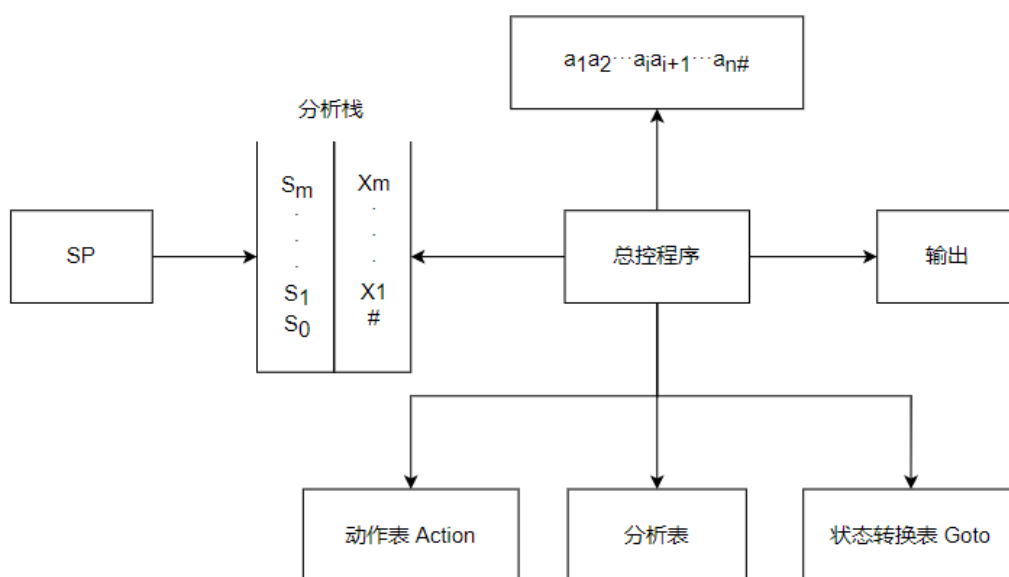 a₁a₂…aᵢaᵢ₊₁…aₙ#
分析栈
Sₘ Xm
. .
. .
. .
S₁ X1
S₀ #
SP
总控程序
输出
动作表 Action
分析表
状态转换表 Goto